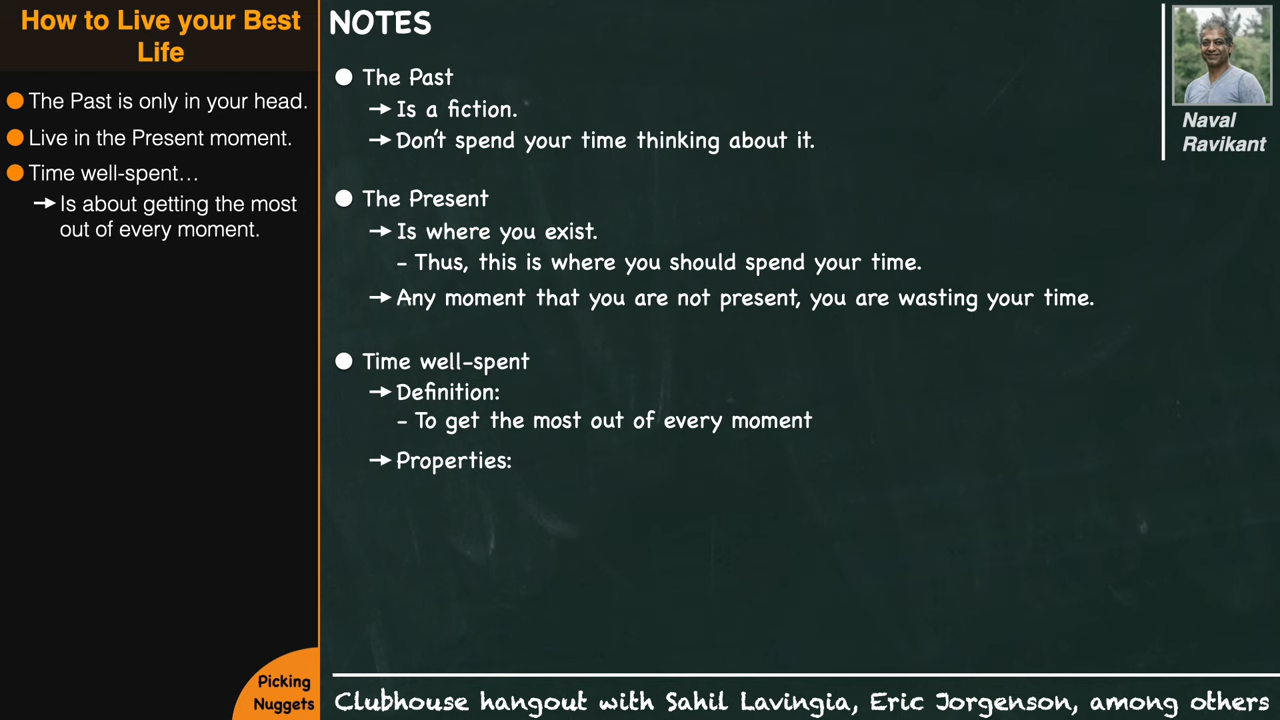 How to Live your Best
Life
The Past is only in your head.
Live in the Present moment.
Time well-spent…
→ Is about getting the most
out of every moment.
Picking
Nuggets
NOTES
The Past
→ Is a fiction.
→ Don't spend your time thinking about it.
The Present
→ Is where you exist.
- Thus, this is where you should spend your time.
→ Any moment that you are not present, you are wasting your time.
Time well-spent
→ Definition:
- To get the most out of every moment
→ Properties:
Naval
Ravikant
Clubhouse hangout with Sahil Lavingia, Eric Jorgenson, among others